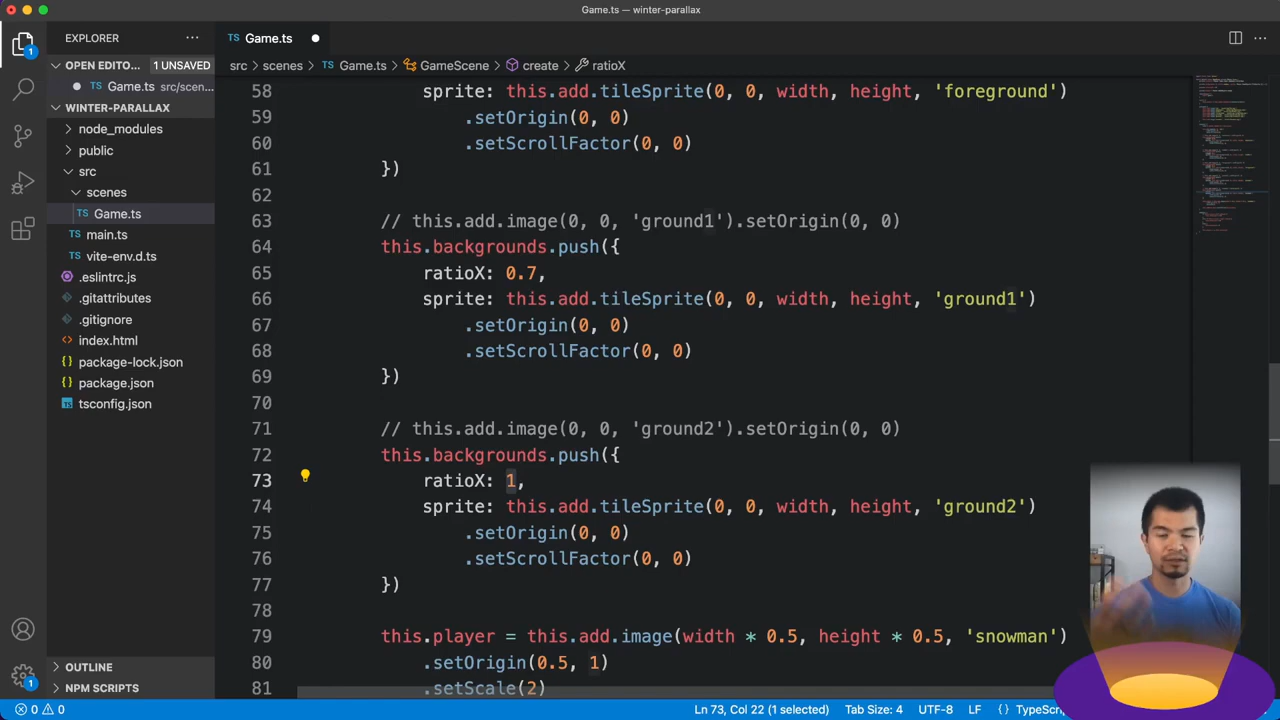 Game.ts — winter-parallax
EXPLORER
Game.ts
OPEN EDITO... 1 UNSAVED
Game.ts src/scen...
WINTER-PARALLAX
node_modules
public
src
scenes
Game.ts
main.ts
vite-env.d.ts
.eslintrc.js
.gitattributes
.gitignore
index.html
package-lock.json
package.json
tsconfig.json
OUTLINE
NPM SCRIPTS
1
1
src > scenes > Game.ts > GameScene > create > ratioX
58 sprite: this.add.tileSprite(0, 0, width, height, 'foreground')
59 .setOrigin(0, 0)
60 .setScrollFactor(0, 0)
61 })
62
63 // this.add.image(0, 0, 'ground1').setOrigin(0, 0)
64 this.backgrounds.push({
65 ratioX: 0.7,
66 sprite: this.add.tileSprite(0, 0, width, height, 'ground1')
67 .setOrigin(0, 0)
68 .setScrollFactor(0, 0)
69 })
70
71 // this.add.image(0, 0, 'ground2').setOrigin(0, 0)
72 this.backgrounds.push({
73 ratioX: 1,
74 sprite: this.add.tileSprite(0, 0, width, height, 'ground2')
75 .setOrigin(0, 0)
76 .setScrollFactor(0, 0)
77 })
78
79 this.player = this.add.image(width * 0.5, height * 0.5, 'snowman')
80 .setOrigin(0.5, 1)
81 .setScale(2)
0 0 Ln 73, Col 22 (1 selected) Tab Size: 4 UTF-8 LF {} TypeScri